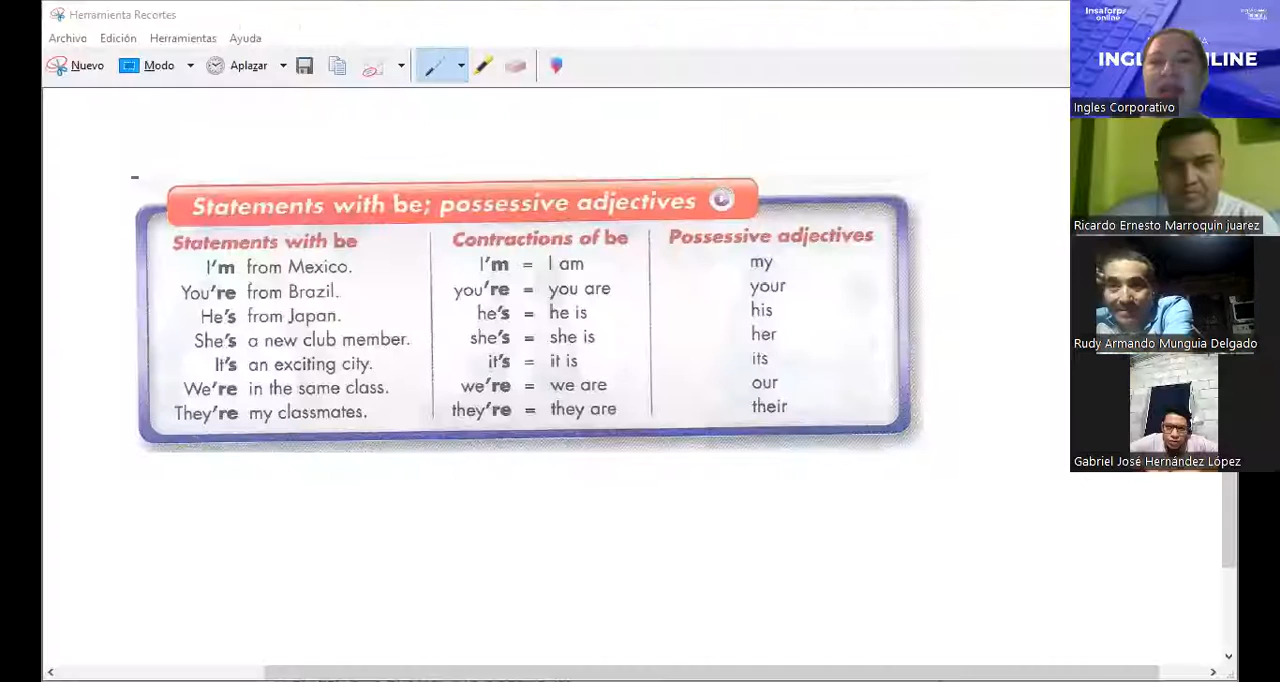 Herramienta Recortes
Archivo Edición Herramientas Ayuda
Nuevo Modo Aplazar
Statements with be; possessive adjectives
Statements with be
I'm from Mexico.
You're from Brazil.
He's from Japan.
She's a new club member.
It's an exciting city.
We're in the same class.
They're my classmates.
Contractions of be
I'm = I am
you're = you are
he's = he is
she's = she is
it's = it is
we're = we are
they're = they are
Possessive adjectives
my
your
his
her
its
our
their
Insaforp
online
INGL NLINE
Ingles Corporativo
Ricardo Ernesto Marroquin juarez
Rudy Armando Munguia Delgado
Gabriel José Hernández López